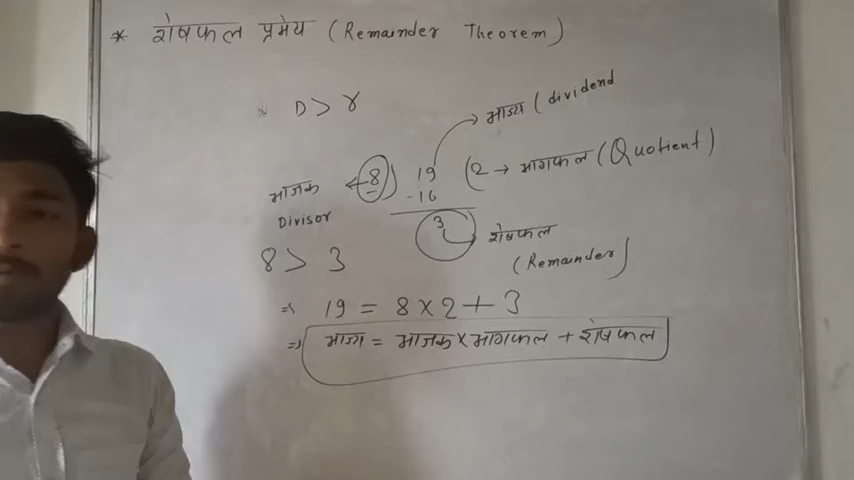 * शेषफल प्रमेय (Remainder Theorem)
D > r
भाज्य (dividend
भाजक ← 8) 19 (2 → भागफल (Quotient)
Divisor
-16
3 → शेषफल
(Remainder)
8 > 3
⇒ 19 = 8 × 2 + 3
⇒ भाज्य = भाजक × भागफल + शेषफल